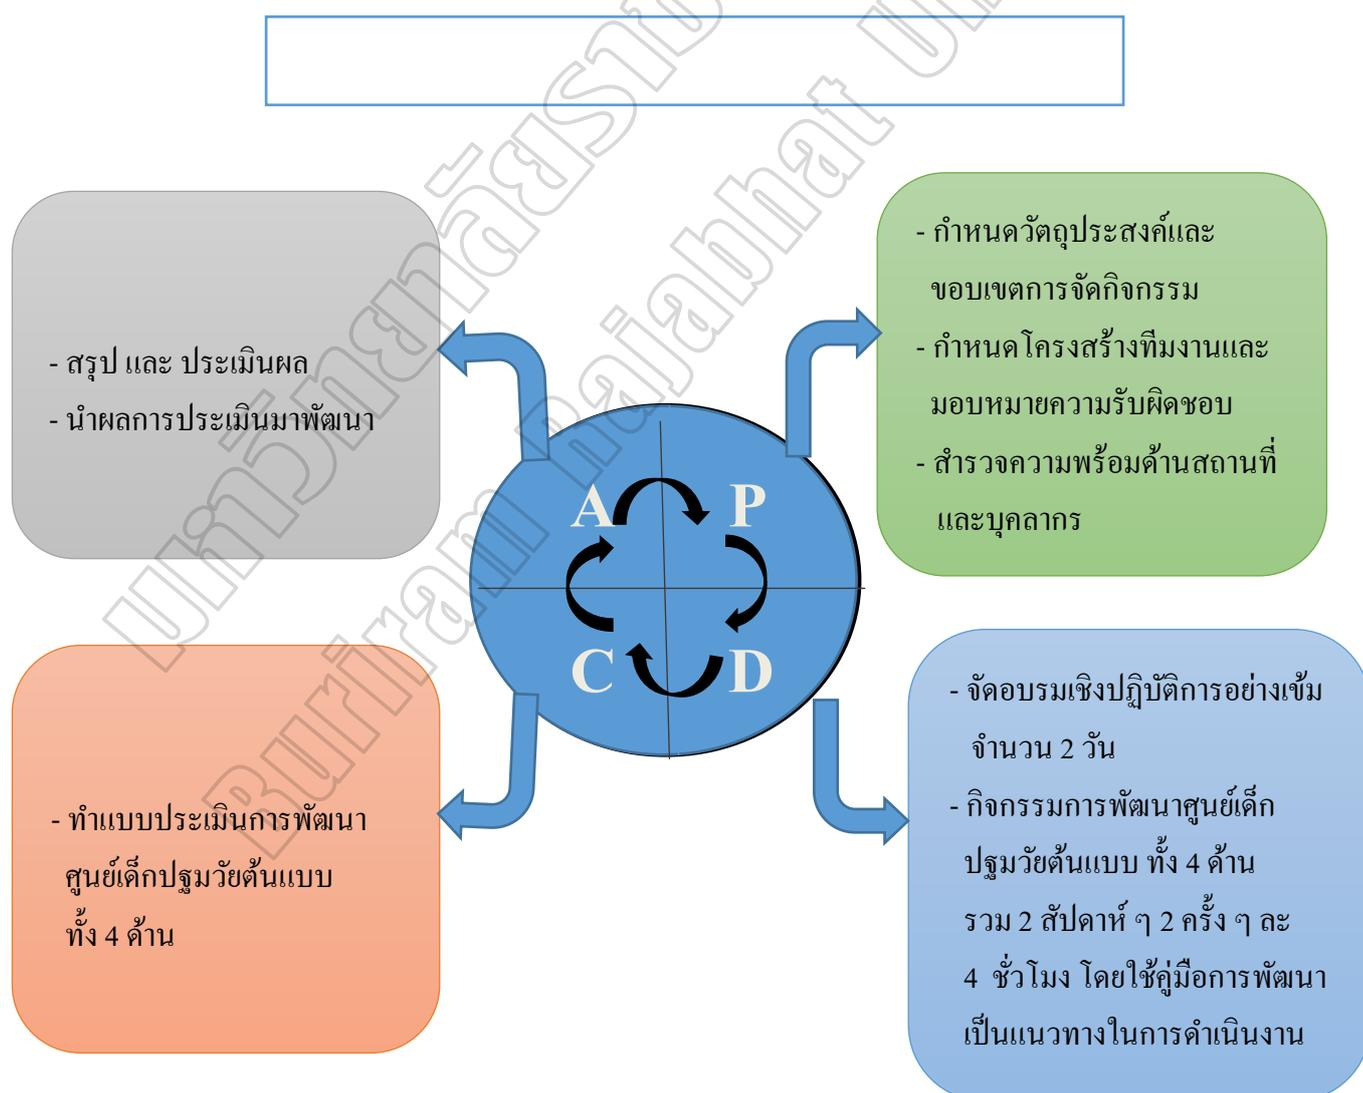 - สรุป และ ประเมินผล
- นำผลการประเมินมาพัฒนา
- กำหนดวัตถุประสงค์และ
ขอบเขตการจัดกิจกรรม
- กำหนดโครงสร้างทีมงานและ
มอบหมายความรับผิดชอบ
- สำรวจความพร้อมด้านสถานที่
และบุคลากร
A
P
C
D
- ทำแบบประเมินการพัฒนา
ศูนย์เด็กปฐมวัยต้นแบบ
ทั้ง 4 ด้าน
- จัดอบรมเชิงปฏิบัติการอย่างเข้ม
จำนวน 2 วัน
- กิจกรรมการพัฒนาศูนย์เด็ก
ปฐมวัยต้นแบบ ทั้ง 4 ด้าน
รวม 2 สัปดาห์ ๆ 2 ครั้ง ๆ ละ
4 ชั่วโมง โดยใช้คู่มือการพัฒนา
เป็นแนวทางในการดำเนินงาน
มหาวิทยาลัยราช
Buriram Rajabhat Un